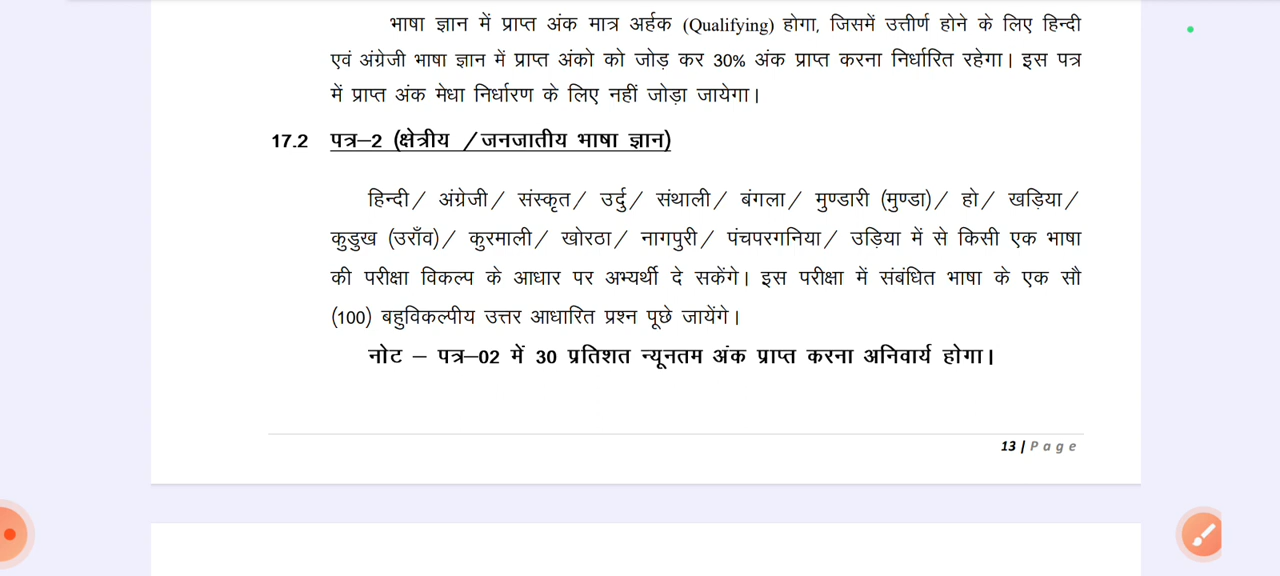 भाषा ज्ञान में प्राप्त अंक मात्र अर्हक (Qualifying) होगा, जिसमें उत्तीर्ण होने के लिए हिन्दी
एवं अंग्रेजी भाषा ज्ञान में प्राप्त अंको को जोड़ कर 30% अंक प्राप्त करना निर्धारित रहेगा। इस पत्र
में प्राप्त अंक मेधा निर्धारण के लिए नहीं जोड़ा जायेगा।
17.2 पत्र–2 (क्षेत्रीय /जनजातीय भाषा ज्ञान)
हिन्दी/ अंग्रेजी/ संस्कृत/ उर्दु/ संथाली/ बंगला/ मुण्डारी (मुण्डा)/ हो/ खड़िया/
कुडुख (उराँव)/ कुरमाली/ खोरठा/ नागपुरी/ पंचपरगनिया/ उड़िया में से किसी एक भाषा
की परीक्षा विकल्प के आधार पर अभ्यर्थी दे सकेंगे। इस परीक्षा में संबंधित भाषा के एक सौ
(100) बहुविकल्पीय उत्तर आधारित प्रश्न पूछे जायेंगे।
नोट – पत्र–02 में 30 प्रतिशत न्यूनतम अंक प्राप्त करना अनिवार्य होगा।
13 | Page